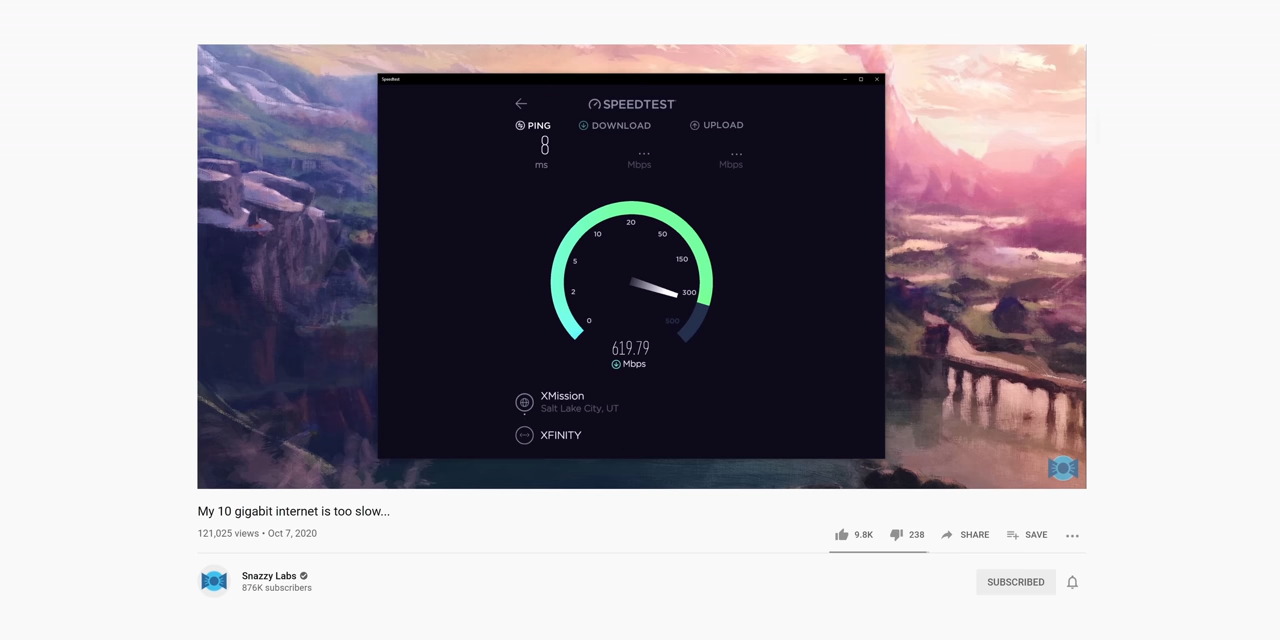 Speedtest
SPEEDTEST
PING DOWNLOAD UPLOAD
8 ... ...
ms Mbps Mbps
20
10 50
5 150
2 300
0 500
619.79
Mbps
XMission
Salt Lake City, UT
XFINITY
My 10 gigabit internet is too slow...
121,025 views • Oct 7, 2020
9.8K 238 SHARE SAVE
Snazzy Labs
876K subscribers
SUBSCRIBED